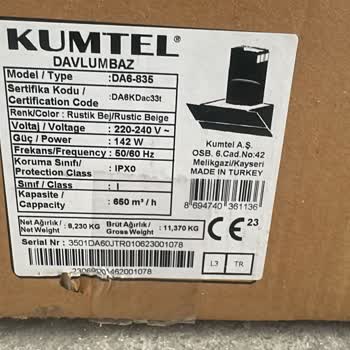 KUMTEL®
DAVLUMBAZ
Model / Type :DA6-835
Sertifika Kodu /
Certification Code :DA6KDac33t
Renk/Color : Rustik Bej/Rustic Beige
Voltaj / Voltage : 220-240 V ~
Güç / Power : 142 W
Frekans/Frequency : 50/60 Hz
Koruma Sınıfı/
Protection Class : IPX0
Sınıf / Class : I
Kapasite /
Cappacity : 650 m³ / h
Kumtel A.Ş.
OSB. 6.Cad.No:42
Melikgazi/Kayseri
MADE IN TURKEY
8 694740 361136
Net Ağırlık/
Net Weight : 8,230 KG
Brüt Ağırlık/
Gross Weight : 11,370 KG
CE 23
Serial Nr : 3501DA60JTR010623001078
L3
TR